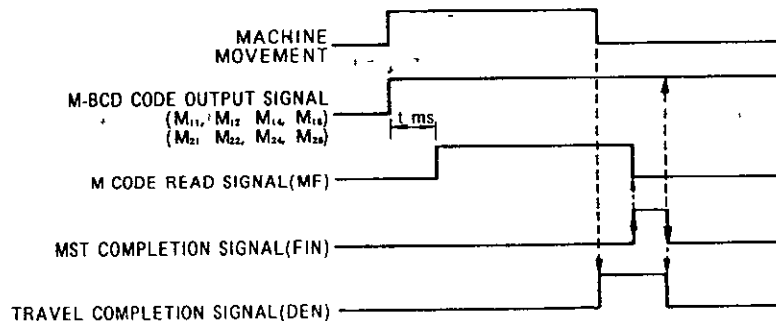 MACHINE
MOVEMENT
M-BCD CODE OUTPUT SIGNAL
(M₁₁, M₁₂ M₁₄, M₁₈)
(M₂₁ M₂₂, M₂₄, M₂₈)
t ms
M CODE READ SIGNAL(MF)
MST COMPLETION SIGNAL(FIN)
TRAVEL COMPLETION SIGNAL(DEN)